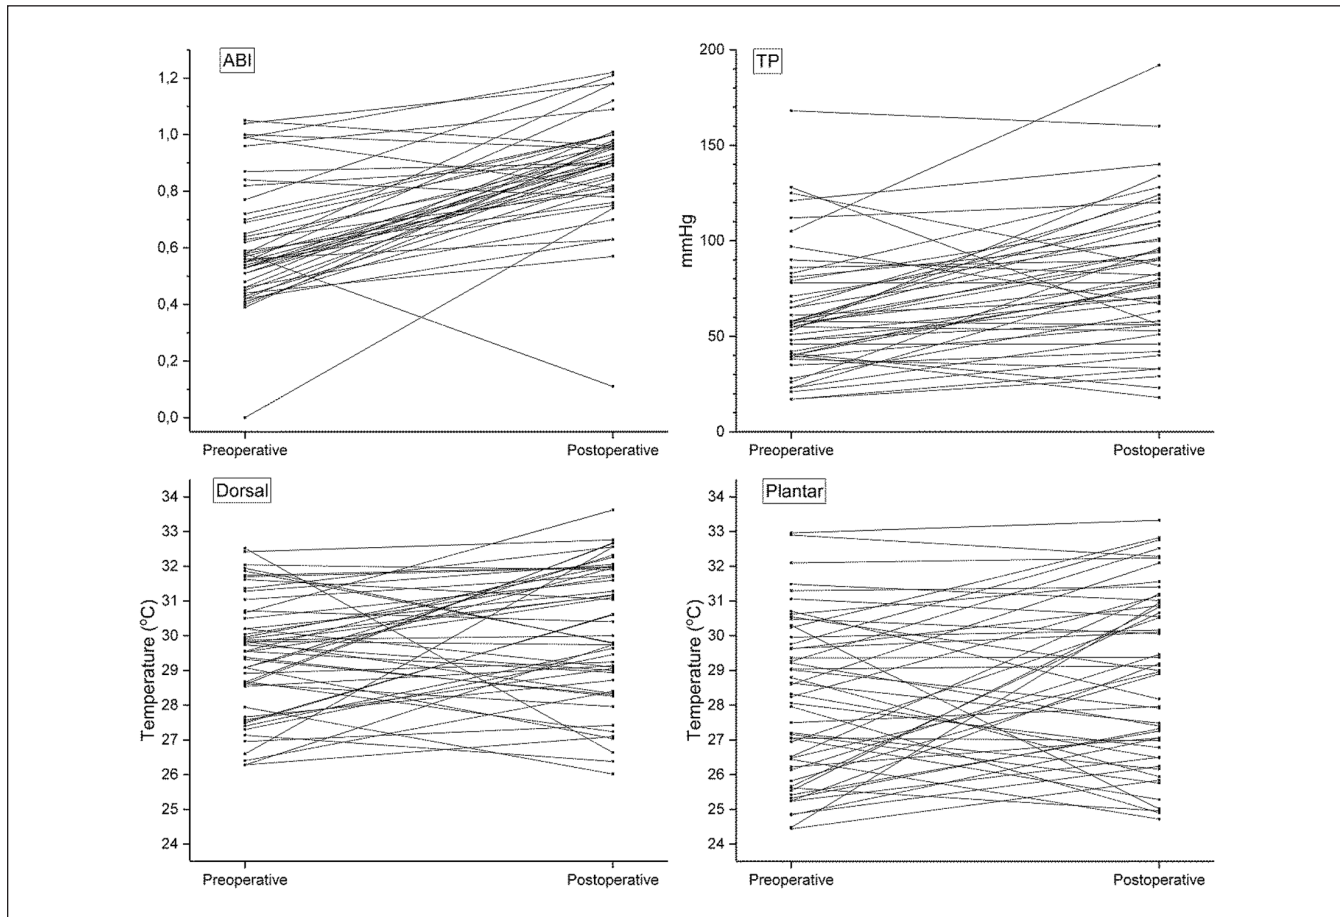 ABI
1,2
1,0
0,8
0,6
0,4
0,2
0,0
Preoperative
Postoperative
TP
mmHg
200
150
100
50
0
Preoperative
Postoperative
Dorsal
Temperature (°C)
34
33
32
31
30
29
28
27
26
25
24
Preoperative
Postoperative
Plantar
Temperature (°C)
34
33
32
31
30
29
28
27
26
25
24
Preoperative
Postoperative